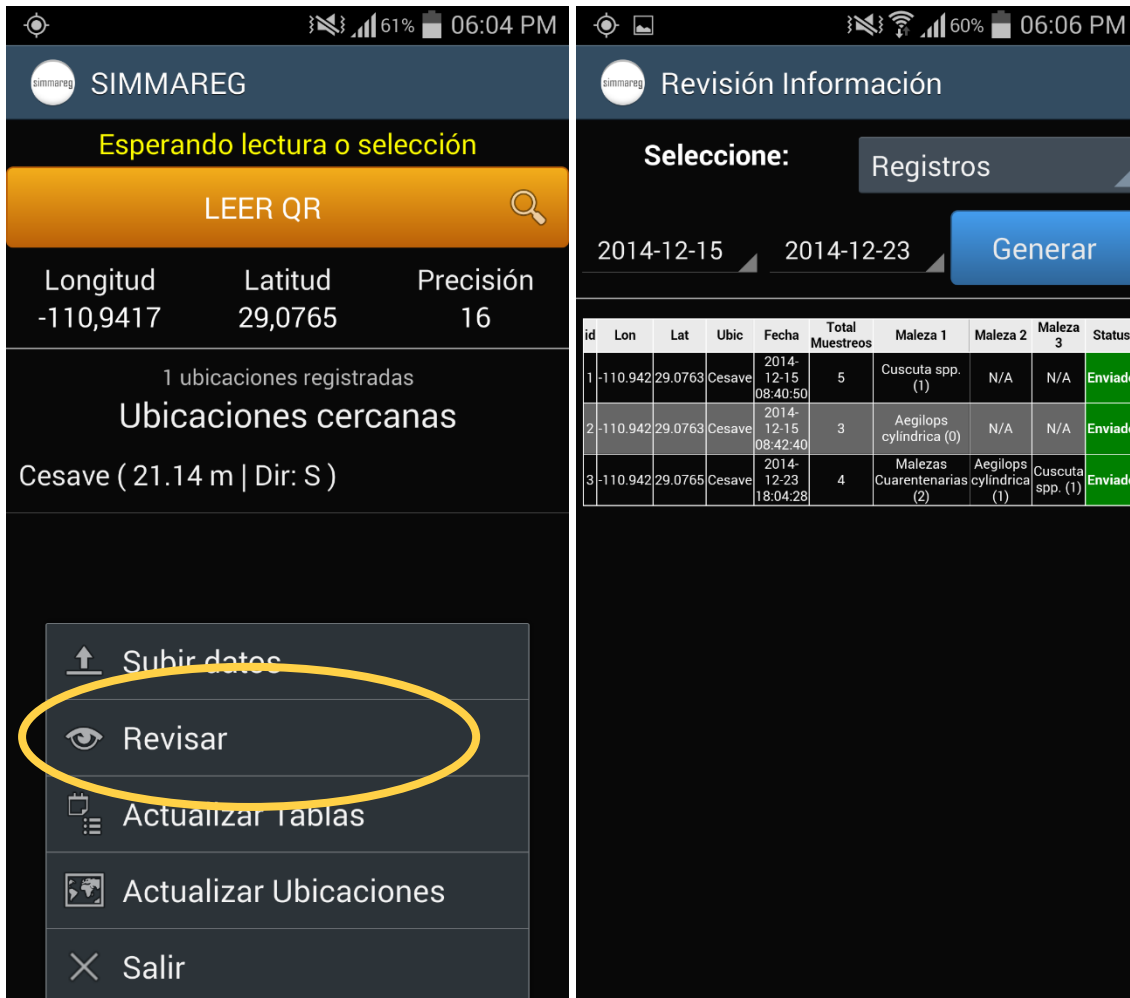 61% 06:04 PM
simmareg SIMMAREG
Esperando lectura o selección
LEER QR
Longitud Latitud Precisión
-110,9417 29,0765 16
1 ubicaciones registradas
Ubicaciones cercanas
Cesave ( 21.14 m | Dir: S )
Subir datos
Revisar
Actualizar Tablas
Actualizar Ubicaciones
Salir
60% 06:06 PM
simmareg Revisión Información
Seleccione: Registros
2014-12-15 2014-12-23 Generar
id Lon Lat Ubic Fecha Total Muestreos Maleza 1 Maleza 2 Maleza 3 Status
1 -110.942 29.0763 Cesave 2014-12-15 08:40:50 5 Cuscuta spp. (1) N/A N/A Enviado
2 -110.942 29.0763 Cesave 2014-12-15 08:42:40 3 Aegilops cylíndrica (0) N/A N/A Enviado
3 -110.942 29.0765 Cesave 2014-12-23 18:04:28 4 Malezas Cuarentenarias (2) Aegilops cylíndrica (1) Cuscuta spp. (1) Enviado